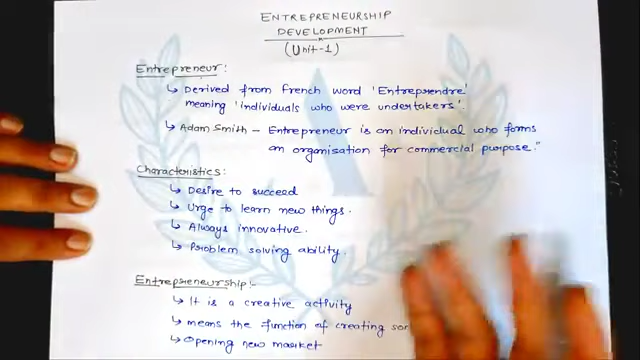 ENTREPRENEURSHIP
DEVELOPMENT
(Unit-1)
Entrepreneur:
↳ Derived from French word 'Entreprendre'
meaning 'individuals who were undertakers'.
↳ Adam Smith - Entrepreneur is an individual who forms
an organisation for commercial purpose."
Characteristics:
↳ Desire to succeed
↳ Urge to learn new things.
↳ Always innovative.
↳ Problem solving ability.
Entrepreneurship:-
↳ It is a creative activity
↳ means the function of creating
↳ Opening new market